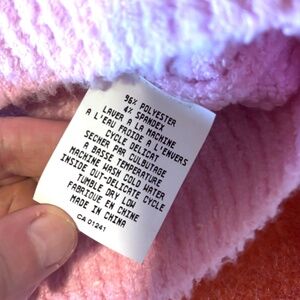 96% POLYESTER
4% SPANDEX
LAVER A LA MACHINE
A L'EAU FROIDE A L'ENVERS
CYCLE DELICAT
SECHER PAR CULBUTAGE
A BASSE TEMPERATURE
MACHINE WASH COLD WATER
INSIDE OUT-DELICATE CYCLE
TUMBLE DRY LOW
FABRIQUE EN CHINE
MADE IN CHINA
CA 01241